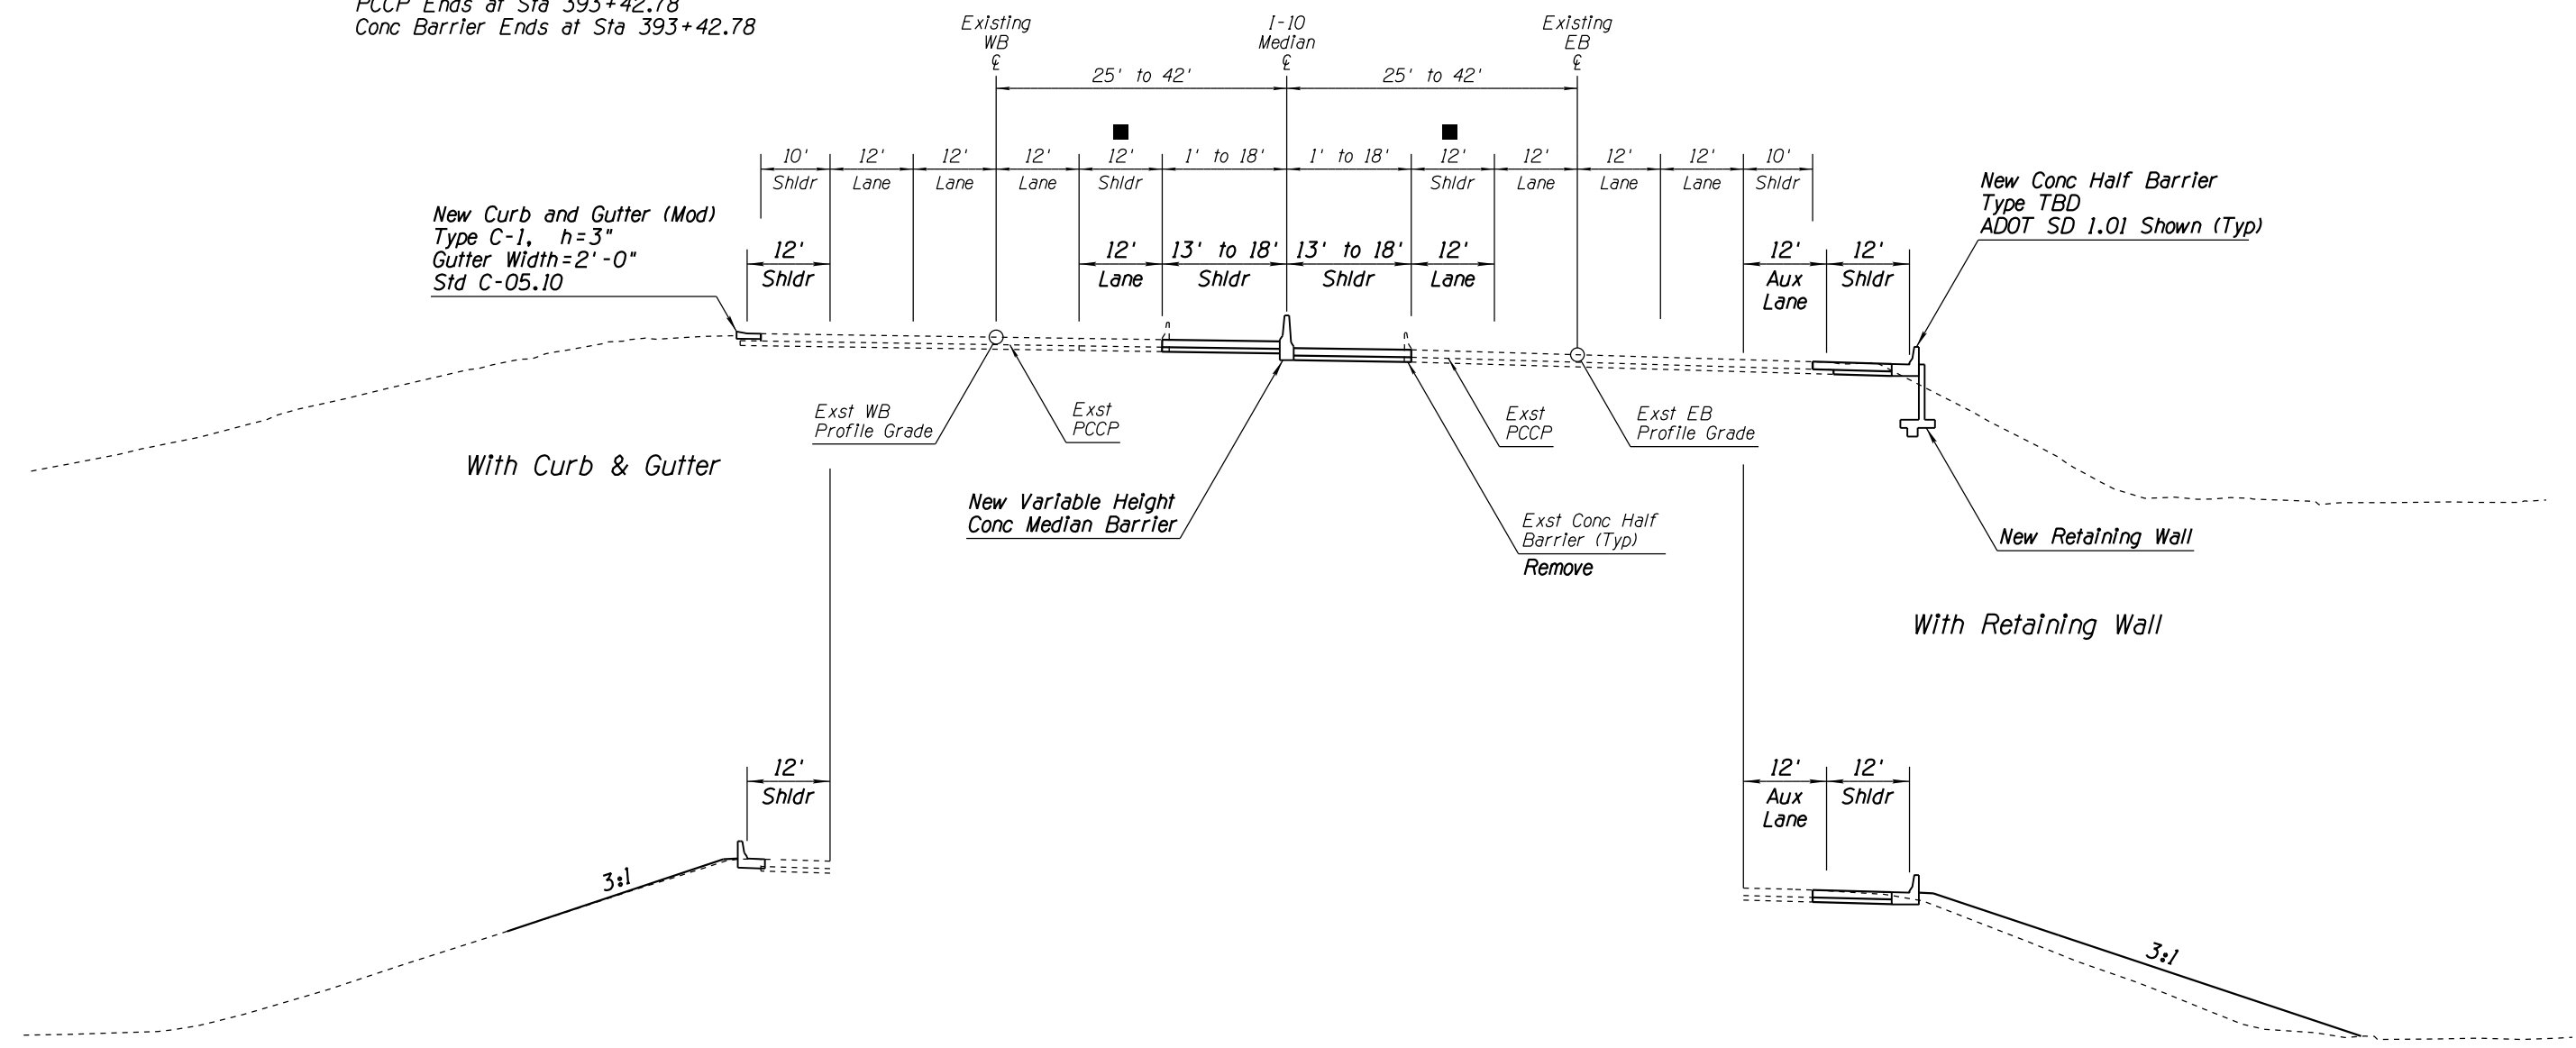 PCCP Ends at Sta 393+42.78
Conc Barrier Ends at Sta 393+42.78
Existing
WB
℄
I-10
Median
℄
Existing
EB
℄
25' to 42'
25' to 42'
10'
Shldr
12'
Lane
12'
Lane
12'
Lane
12'
Shldr
1' to 18'
1' to 18'
12'
Shldr
12'
Lane
12'
Lane
12'
Lane
10'
Shldr
New Curb and Gutter (Mod)
Type C-1, h=3"
Gutter Width=2'-0"
Std C-05.10
12'
Shldr
12'
Lane
13' to 18'
Shldr
13' to 18'
Shldr
12'
Lane
12'
Aux
Lane
12'
Shldr
New Conc Half Barrier
Type TBD
ADOT SD 1.01 Shown (Typ)
Exst WB
Profile Grade
Exst
PCCP
Exst
PCCP
Exst EB
Profile Grade
With Curb & Gutter
New Variable Height
Conc Median Barrier
Exst Conc Half
Barrier (Typ)
Remove
New Retaining Wall
With Retaining Wall
12'
Shldr
12'
Aux
Lane
12'
Shldr
3:1
3:1